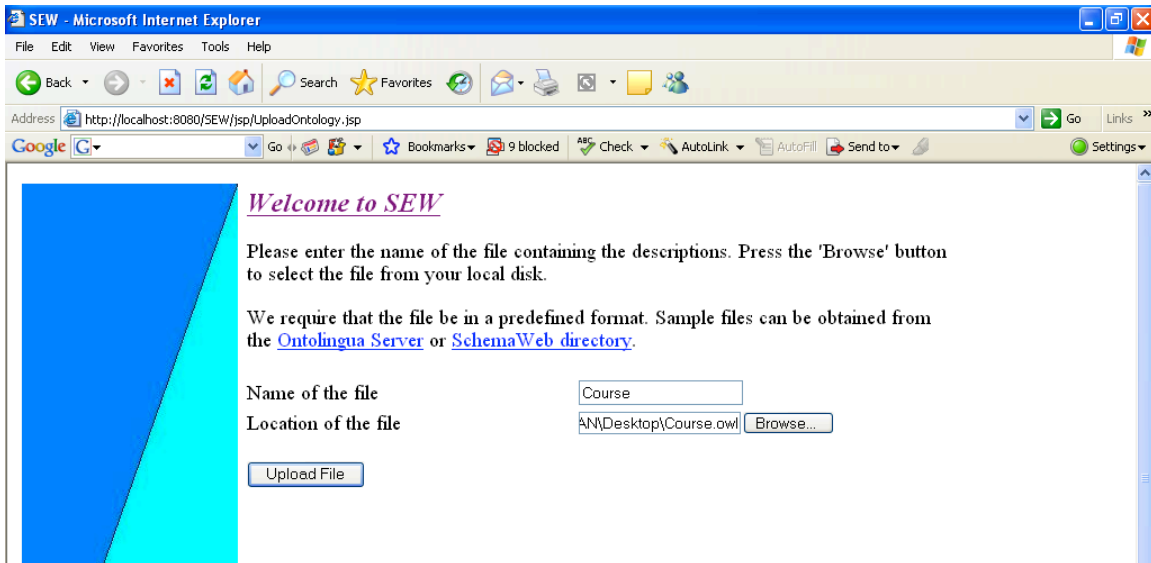 SEW - Microsoft Internet Explorer
File Edit View Favorites Tools Help
Back Search Favorites
Address http://localhost:8080/SEW/jsp/UploadOntology.jsp Go Links »
Google G Go Bookmarks 9 blocked ABC Check AutoLink AutoFill Send to Settings
Welcome to SEW
Please enter the name of the file containing the descriptions. Press the 'Browse' button
to select the file from your local disk.
We require that the file be in a predefined format. Sample files can be obtained from
the Ontolingua Server or SchemaWeb directory.
Name of the file Course
Location of the file AN\Desktop\Course.owl Browse...
Upload File